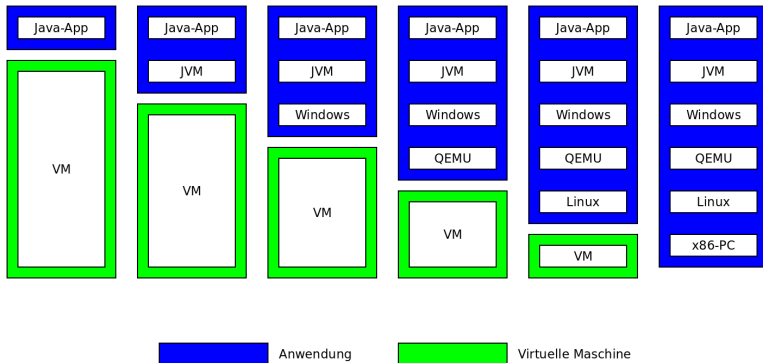 Java-App Java-App Java-App Java-App Java-App Java-App
JVM JVM JVM JVM JVM
Windows Windows Windows Windows
VM
QEMU QEMU QEMU
VM
VM
Linux Linux
VM
x86-PC
VM
Anwendung Virtuelle Maschine